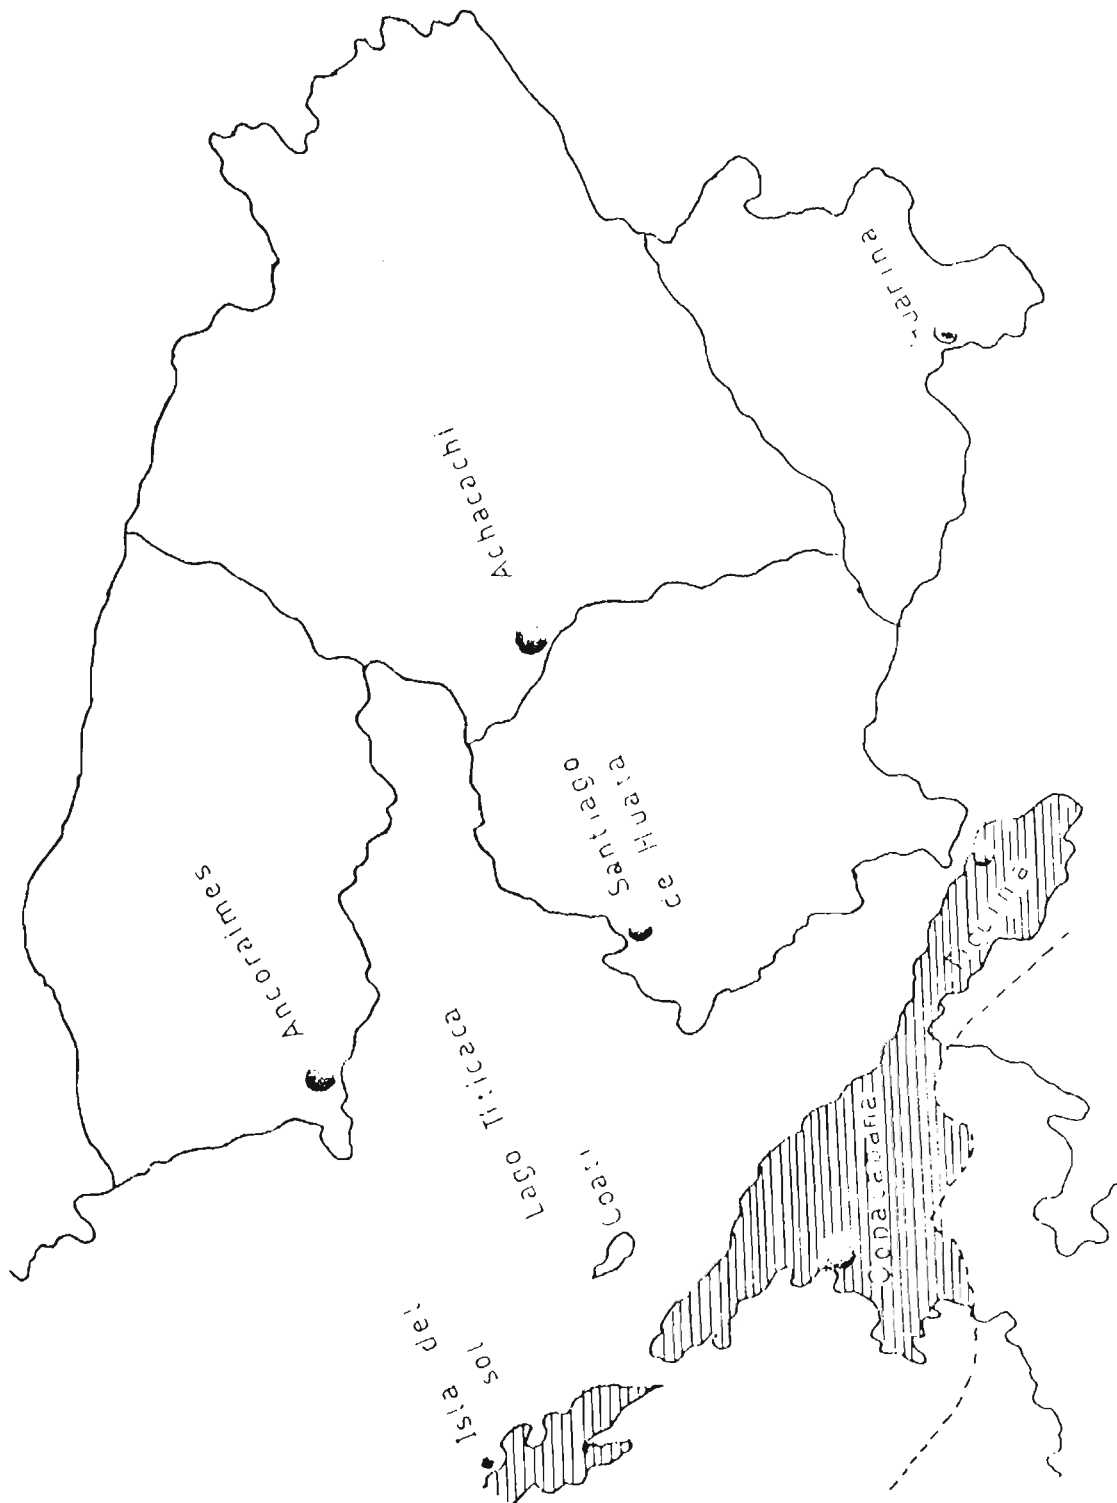 Achacachi
Santiago
de Huata
Ancoraimes
Lago Titicaca
Coati
Isla del
sol
Copacabana